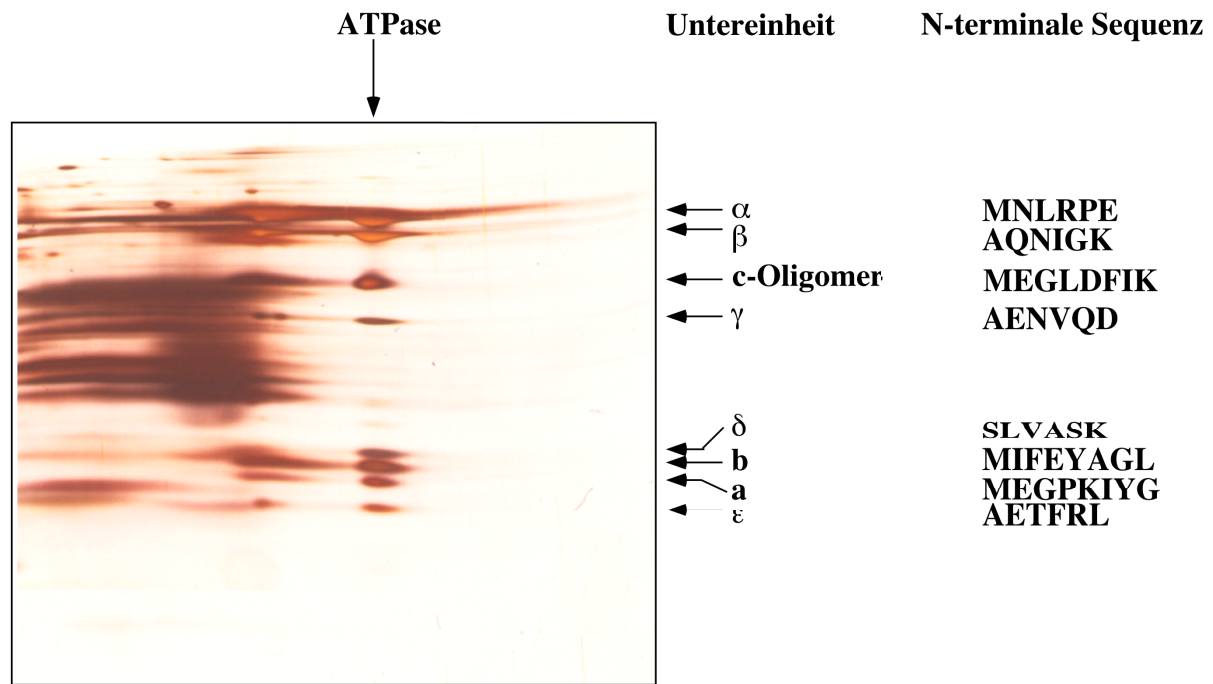 ATPase Untereinheit N-terminale Sequenz
α MNLRPE
β AQNIGK
c-Oligomer MEGLDFIK
γ AENVQD
δ SLVASK
b MIFEYAGL
a MEGPKIYG
ε AETFRL